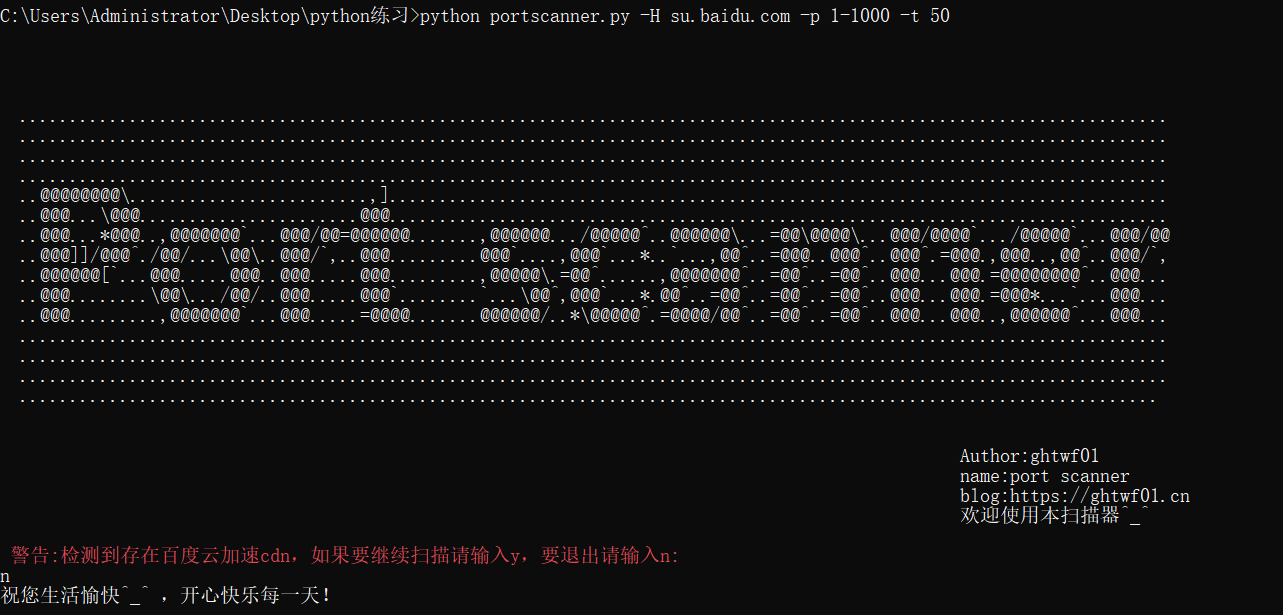 C:\Users\Administrator\Desktop\python练习>python portscanner.py -H su.baidu.com -p 1-1000 -t 50
Port scanner
Author:ghtwf01
name:port scanner
blog:https://ghtwf01.cn
欢迎使用本扫描器^_^
警告:检测到存在百度云加速cdn，如果要继续扫描请输入y，要退出请输入n:
n
祝您生活愉快^_^ ，开心快乐每一天!